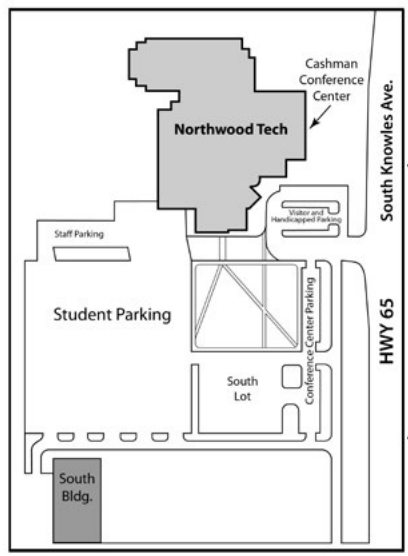 Cashman
Conference
Center
Northwood Tech
South Knowles Ave.
Visitor and
Handicapped Parking
Staff Parking
Student Parking
Conference Center Parking
HWY 65
South
Lot
South
Bldg.